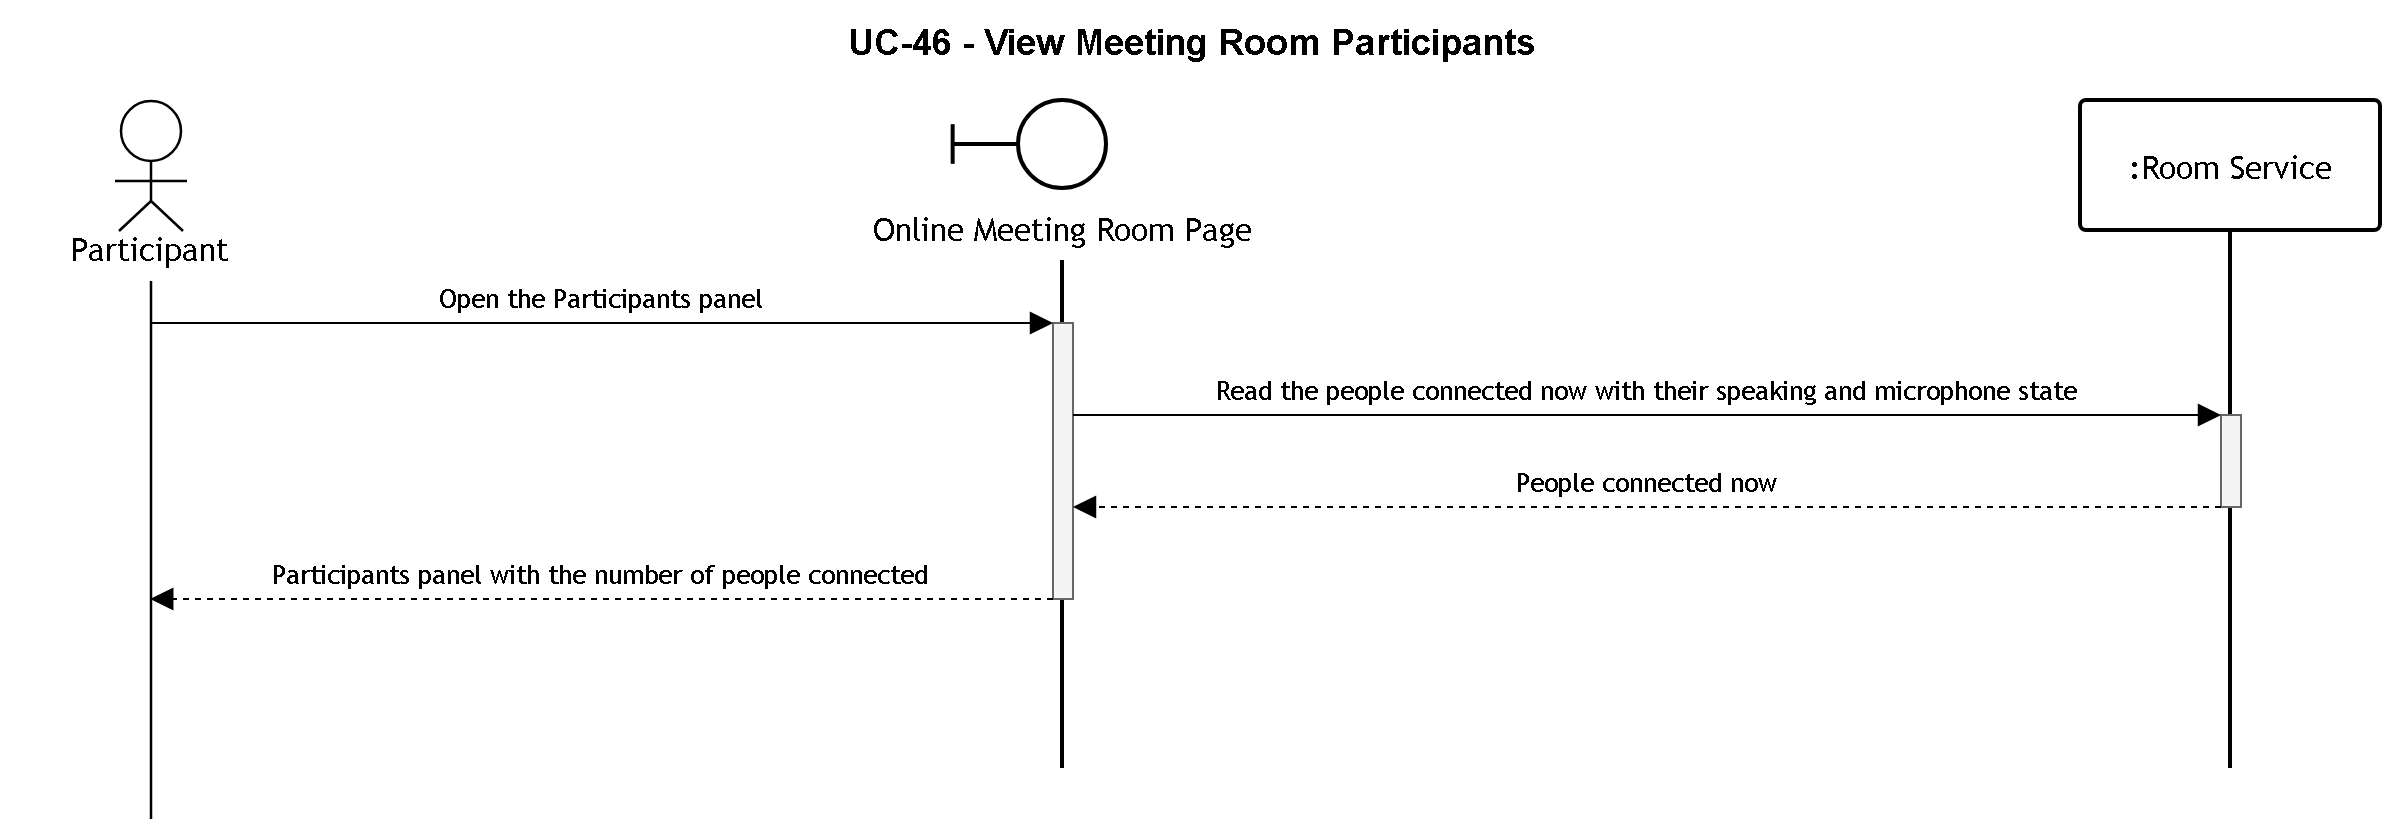 UC-46 - View Meeting Room Participants
Participant
Online Meeting Room Page
:Room Service
Open the Participants panel
Read the people connected now with their speaking and microphone state
People connected now
Participants panel with the number of people connected